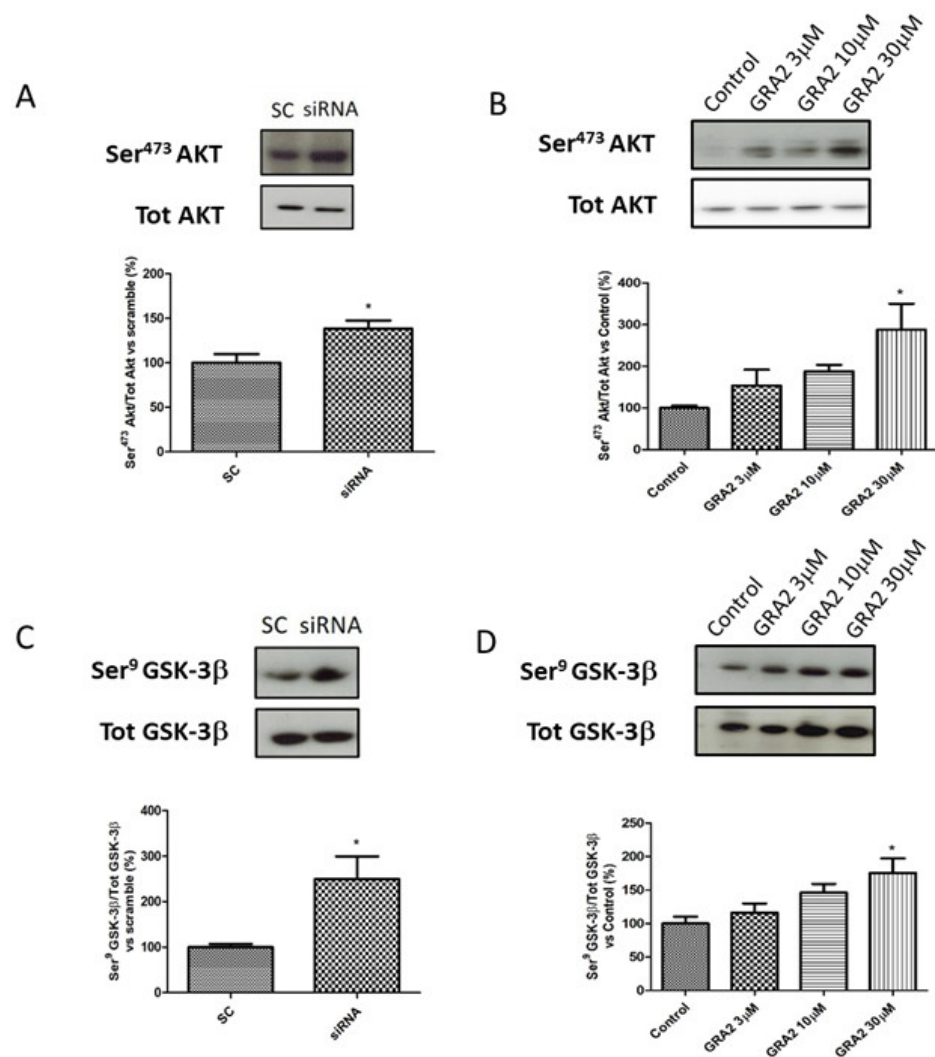 A
SC siRNA
Ser⁴⁷³ AKT
Tot AKT
Ser⁴⁷³ Akt/Tot Akt vs scramble (%)
200
150
100
50
0
SC
siRNA
B
Control
GRA2 3μM
GRA2 10μM
GRA2 30μM
Ser⁴⁷³ AKT
Tot AKT
Ser⁴⁷³ Akt/Tot Akt vs Control (%)
400
300
200
100
0
*
*
Control
GRA2 3μM
GRA2 10μM
GRA2 30μM
C
SC siRNA
Ser⁹ GSK-3β
Tot GSK-3β
Ser⁹ GSK-3β/Tot GSK-3β
vs scramble (%)
400
300
200
100
0
*
SC
siRNA
D
Control
GRA2 3μM
GRA2 10μM
GRA2 30μM
Ser⁹ GSK-3β
Tot GSK-3β
Ser⁹ GSK-3β/Tot GSK-3β
vs Control (%)
250
200
150
100
50
0
*
Control
GRA2 3μM
GRA2 10μM
GRA2 30μM